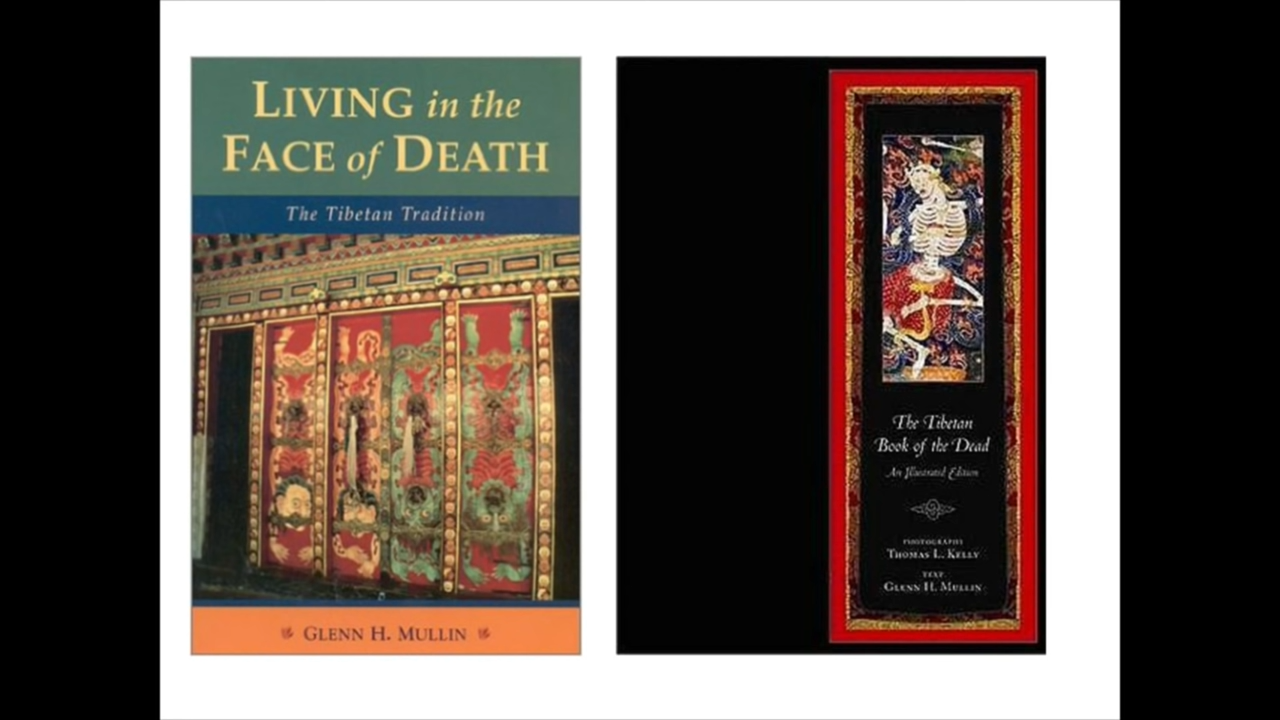 LIVING in the
FACE of DEATH
The Tibetan Tradition
GLENN H. MULLIN
The Tibetan
Book of the Dead
An Illustrated Edition
PHOTOGRAPHY
THOMAS L. KELLY
TEXT
GLENN H. MULLIN